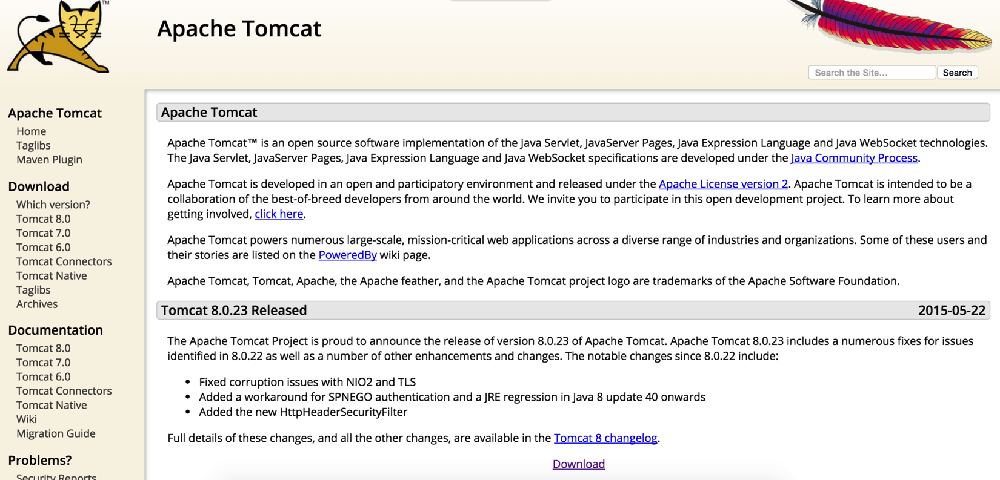 TM
Apache Tomcat
Search the Site...
Search
Apache Tomcat
Home
Taglibs
Maven Plugin
Download
Which version?
Tomcat 8.0
Tomcat 7.0
Tomcat 6.0
Tomcat Connectors
Tomcat Native
Taglibs
Archives
Documentation
Tomcat 8.0
Tomcat 7.0
Tomcat 6.0
Tomcat Connectors
Tomcat Native
Wiki
Migration Guide
Problems?
Security Reports
Apache Tomcat
Apache Tomcat™ is an open source software implementation of the Java Servlet, JavaServer Pages, Java Expression Language and Java WebSocket technologies.
The Java Servlet, JavaServer Pages, Java Expression Language and Java WebSocket specifications are developed under the Java Community Process.
Apache Tomcat is developed in an open and participatory environment and released under the Apache License version 2. Apache Tomcat is intended to be a
collaboration of the best-of-breed developers from around the world. We invite you to participate in this open development project. To learn more about
getting involved, click here.
Apache Tomcat powers numerous large-scale, mission-critical web applications across a diverse range of industries and organizations. Some of these users and
their stories are listed on the PoweredBy wiki page.
Apache Tomcat, Tomcat, Apache, the Apache feather, and the Apache Tomcat project logo are trademarks of the Apache Software Foundation.
Tomcat 8.0.23 Released 2015-05-22
The Apache Tomcat Project is proud to announce the release of version 8.0.23 of Apache Tomcat. Apache Tomcat 8.0.23 includes a numerous fixes for issues
identified in 8.0.22 as well as a number of other enhancements and changes. The notable changes since 8.0.22 include:
• Fixed corruption issues with NIO2 and TLS
• Added a workaround for SPNEGO authentication and a JRE regression in Java 8 update 40 onwards
• Added the new HttpHeaderSecurityFilter
Full details of these changes, and all the other changes, are available in the Tomcat 8 changelog.
Download